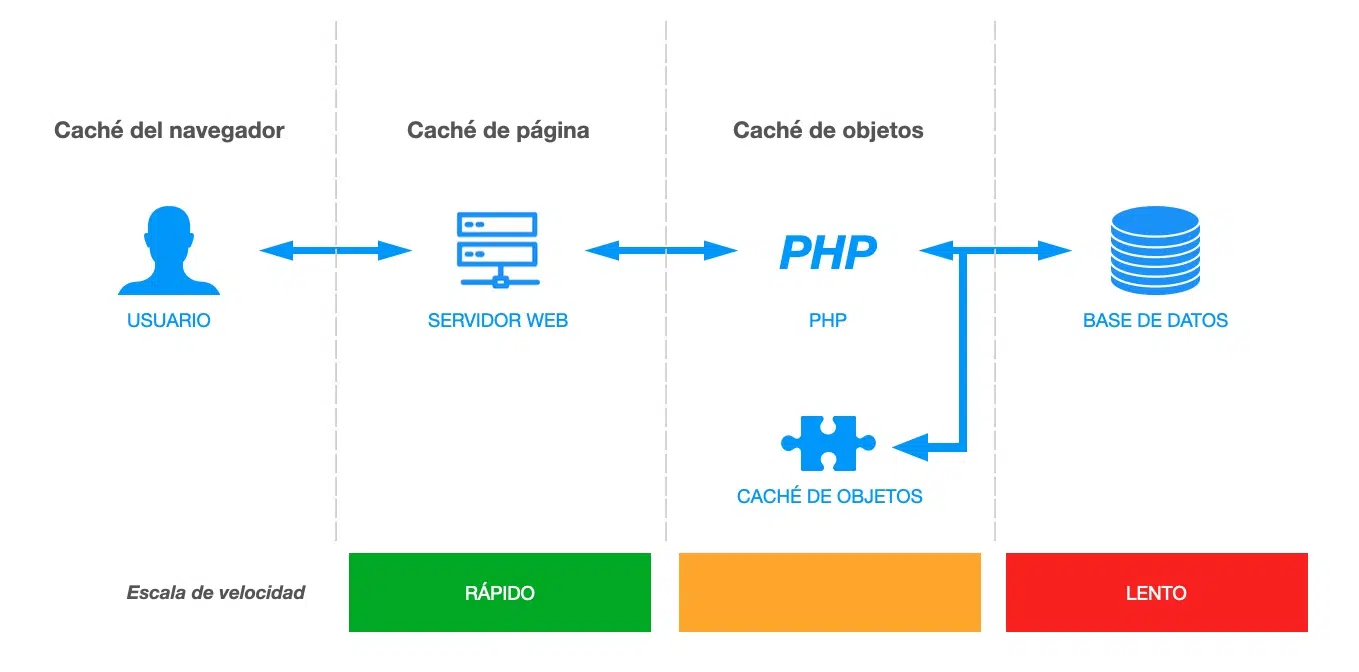 Caché del navegador
Caché de página
Caché de objetos
PHP
USUARIO
SERVIDOR WEB
PHP
BASE DE DATOS
CACHÉ DE OBJETOS
Escala de velocidad
RÁPIDO
LENTO